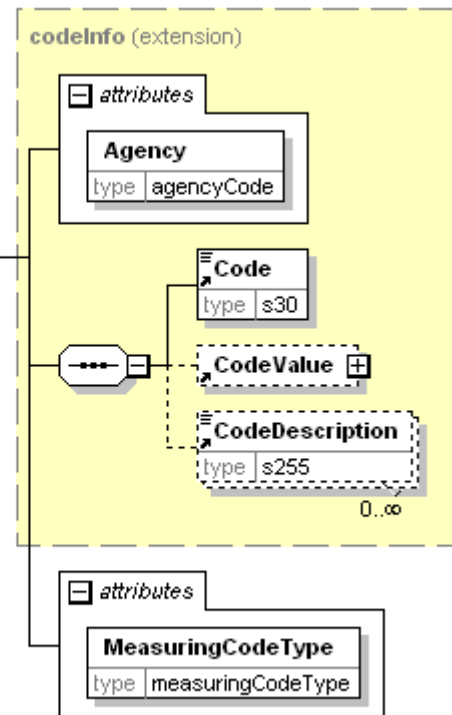 codeInfo (extension)
attributes
Agency
type agencyCode
Code
type s30
CodeValue
CodeDescription
type s255
0..∞
attributes
MeasuringCodeType
type measuringCodeType